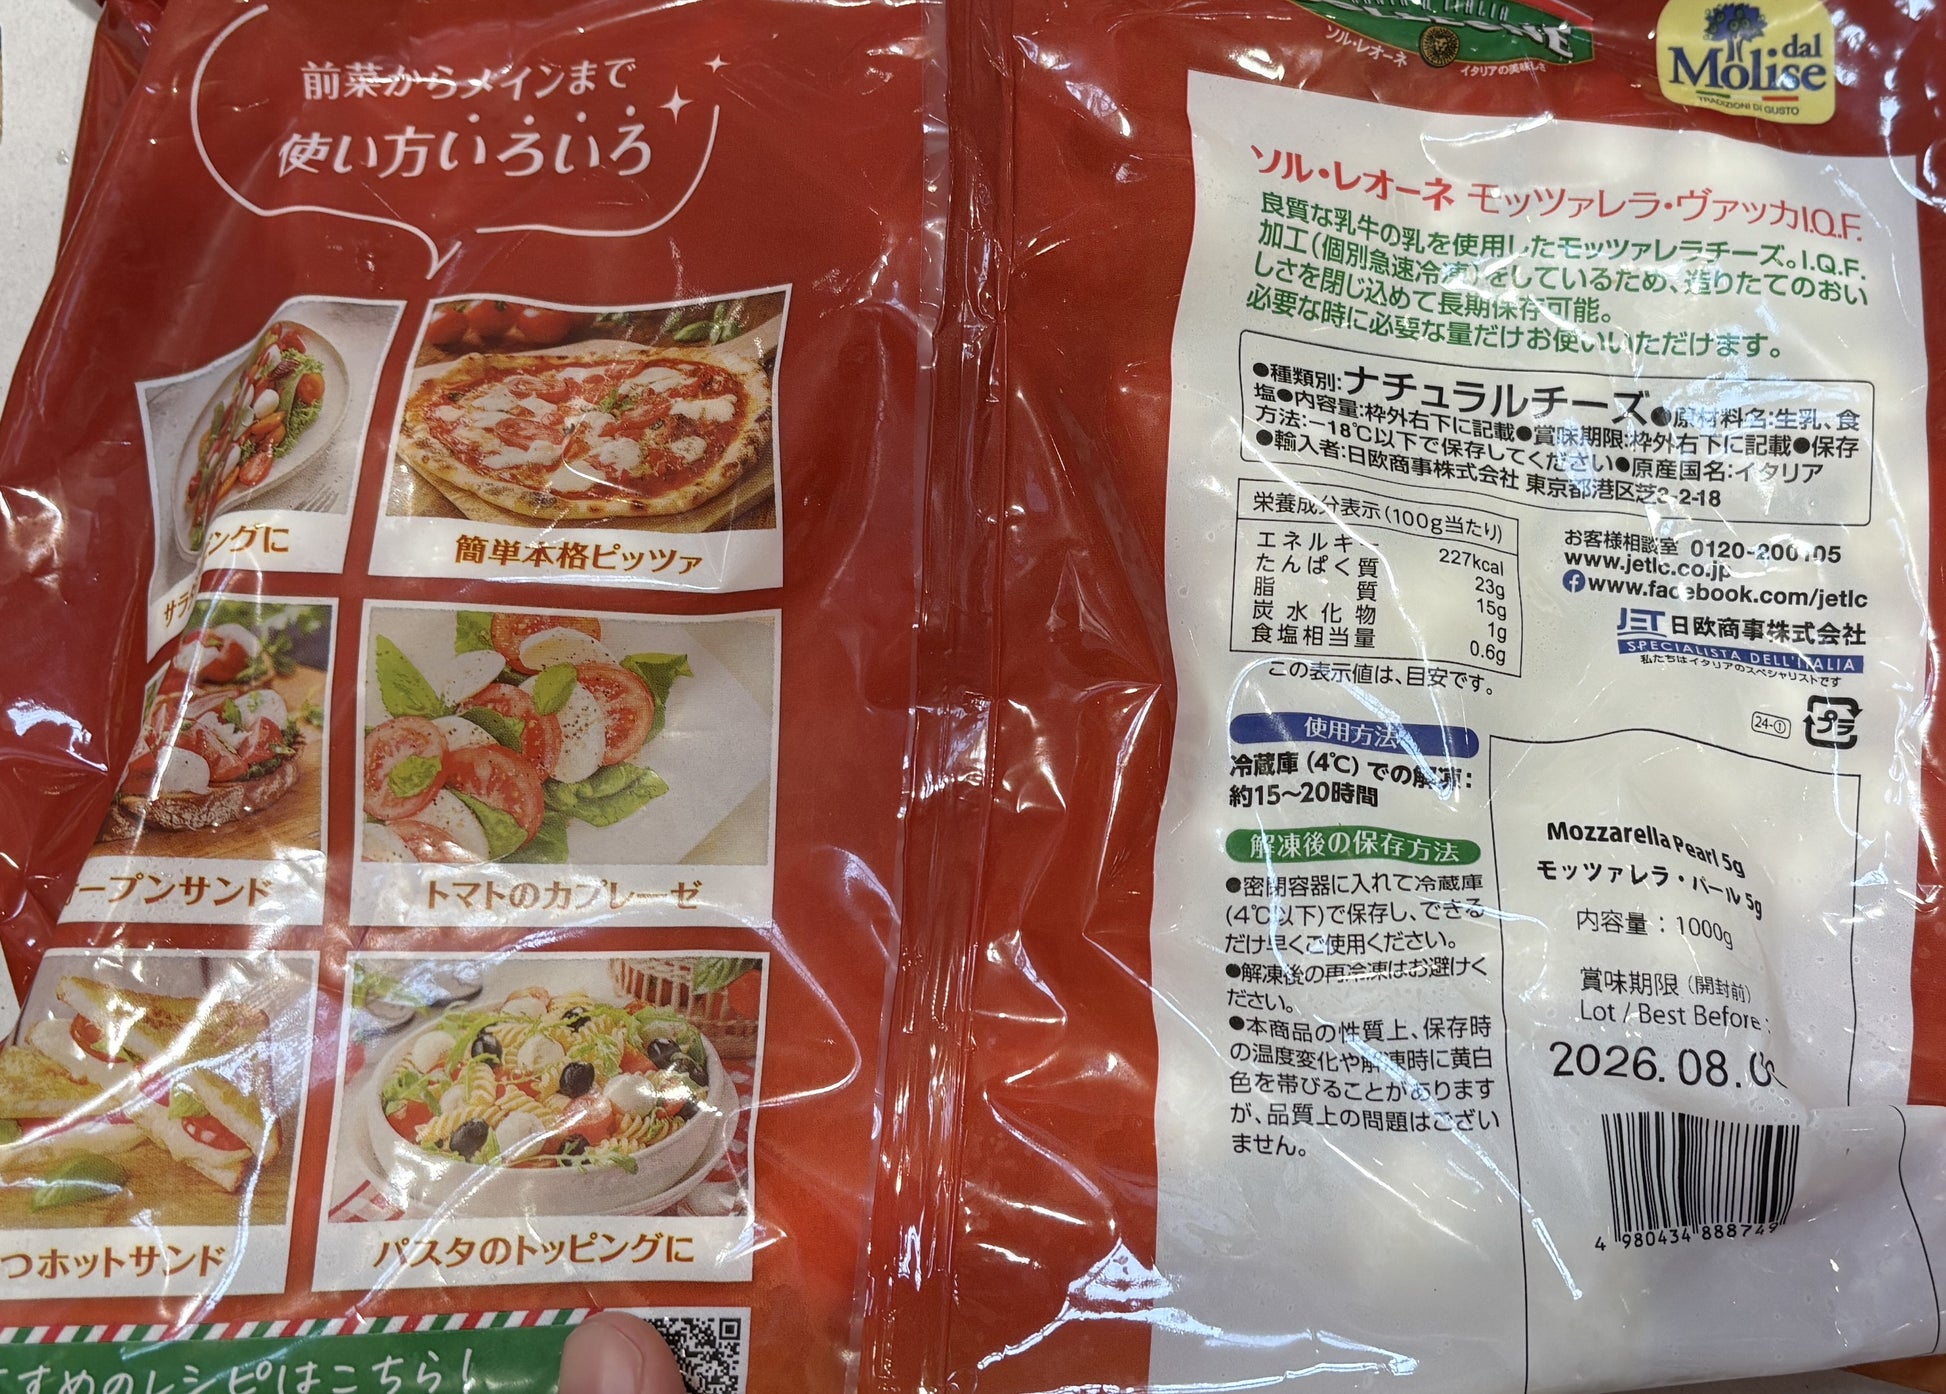 前菜からメインまで
使い方いろいろ
ングに
簡単本格ピッツァ
ープンサンド
トマトのカプレーゼ
つホットサンド
パスタのトッピングに
すめのレシピはこちら!
ソル・レオーネ
イタリアの美味しさ
dal
Molise
TRADIZIONI DI GUSTO
ソル・レオーネ モッツァレラ・ヴァッカI.Q.F.
良質な乳牛の乳を使用したモッツァレラチーズ。I.Q.F.
加工(個別急速冷凍)をしているため、造りたてのおい
しさを閉じ込めて長期保存可能。
必要な時に必要な量だけお使いいただけます。
●種類別:ナチュラルチーズ●原材料名:生乳、食
塩●内容量:枠外右下に記載●賞味期限:枠外右下に記載●保存
方法:−18℃以下で保存してください●原産国名:イタリア
●輸入者:日欧商事株式会社 東京都港区芝3-2-18
栄養成分表示(100g当たり)
エネルギー 227kcal
たんぱく質 23g
脂質 15g
炭水化物 1g
食塩相当量 0.6g
この表示値は、目安です。
お客様相談室
www.jetlc.co.jp
www.facebook.com/jetlc
JET 日欧商事株式会社
SPECIALISTA DELL'ITALIA
私たちはイタリアのスペシャリストです
24-①
プラ
使用方法
冷蔵庫(4℃)での解凍:
約15〜20時間
解凍後の保存方法
●密閉容器に入れて冷蔵庫
(4℃以下)で保存し、できる
だけ早くご使用ください。
●解凍後の再冷凍はお避けく
ださい。
●本商品の性質上、保存時
の温度変化や解凍時に黄白
色を帯びることがあります
が、品質上の問題はござい
ません。
Mozzarella Pearl 5g
モッツァレラ・パール 5g
内容量:1000g
賞味期限(開封前)
Lot / Best Before:
2026.08.
4 980434 888749